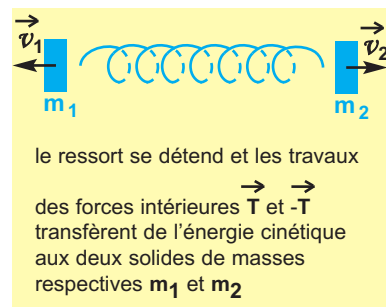 v₁ v₂
m₁ m₂
le ressort se détend et les travaux
des forces intérieures T et -T
transfèrent de l'énergie cinétique
aux deux solides de masses
respectives m₁ et m₂